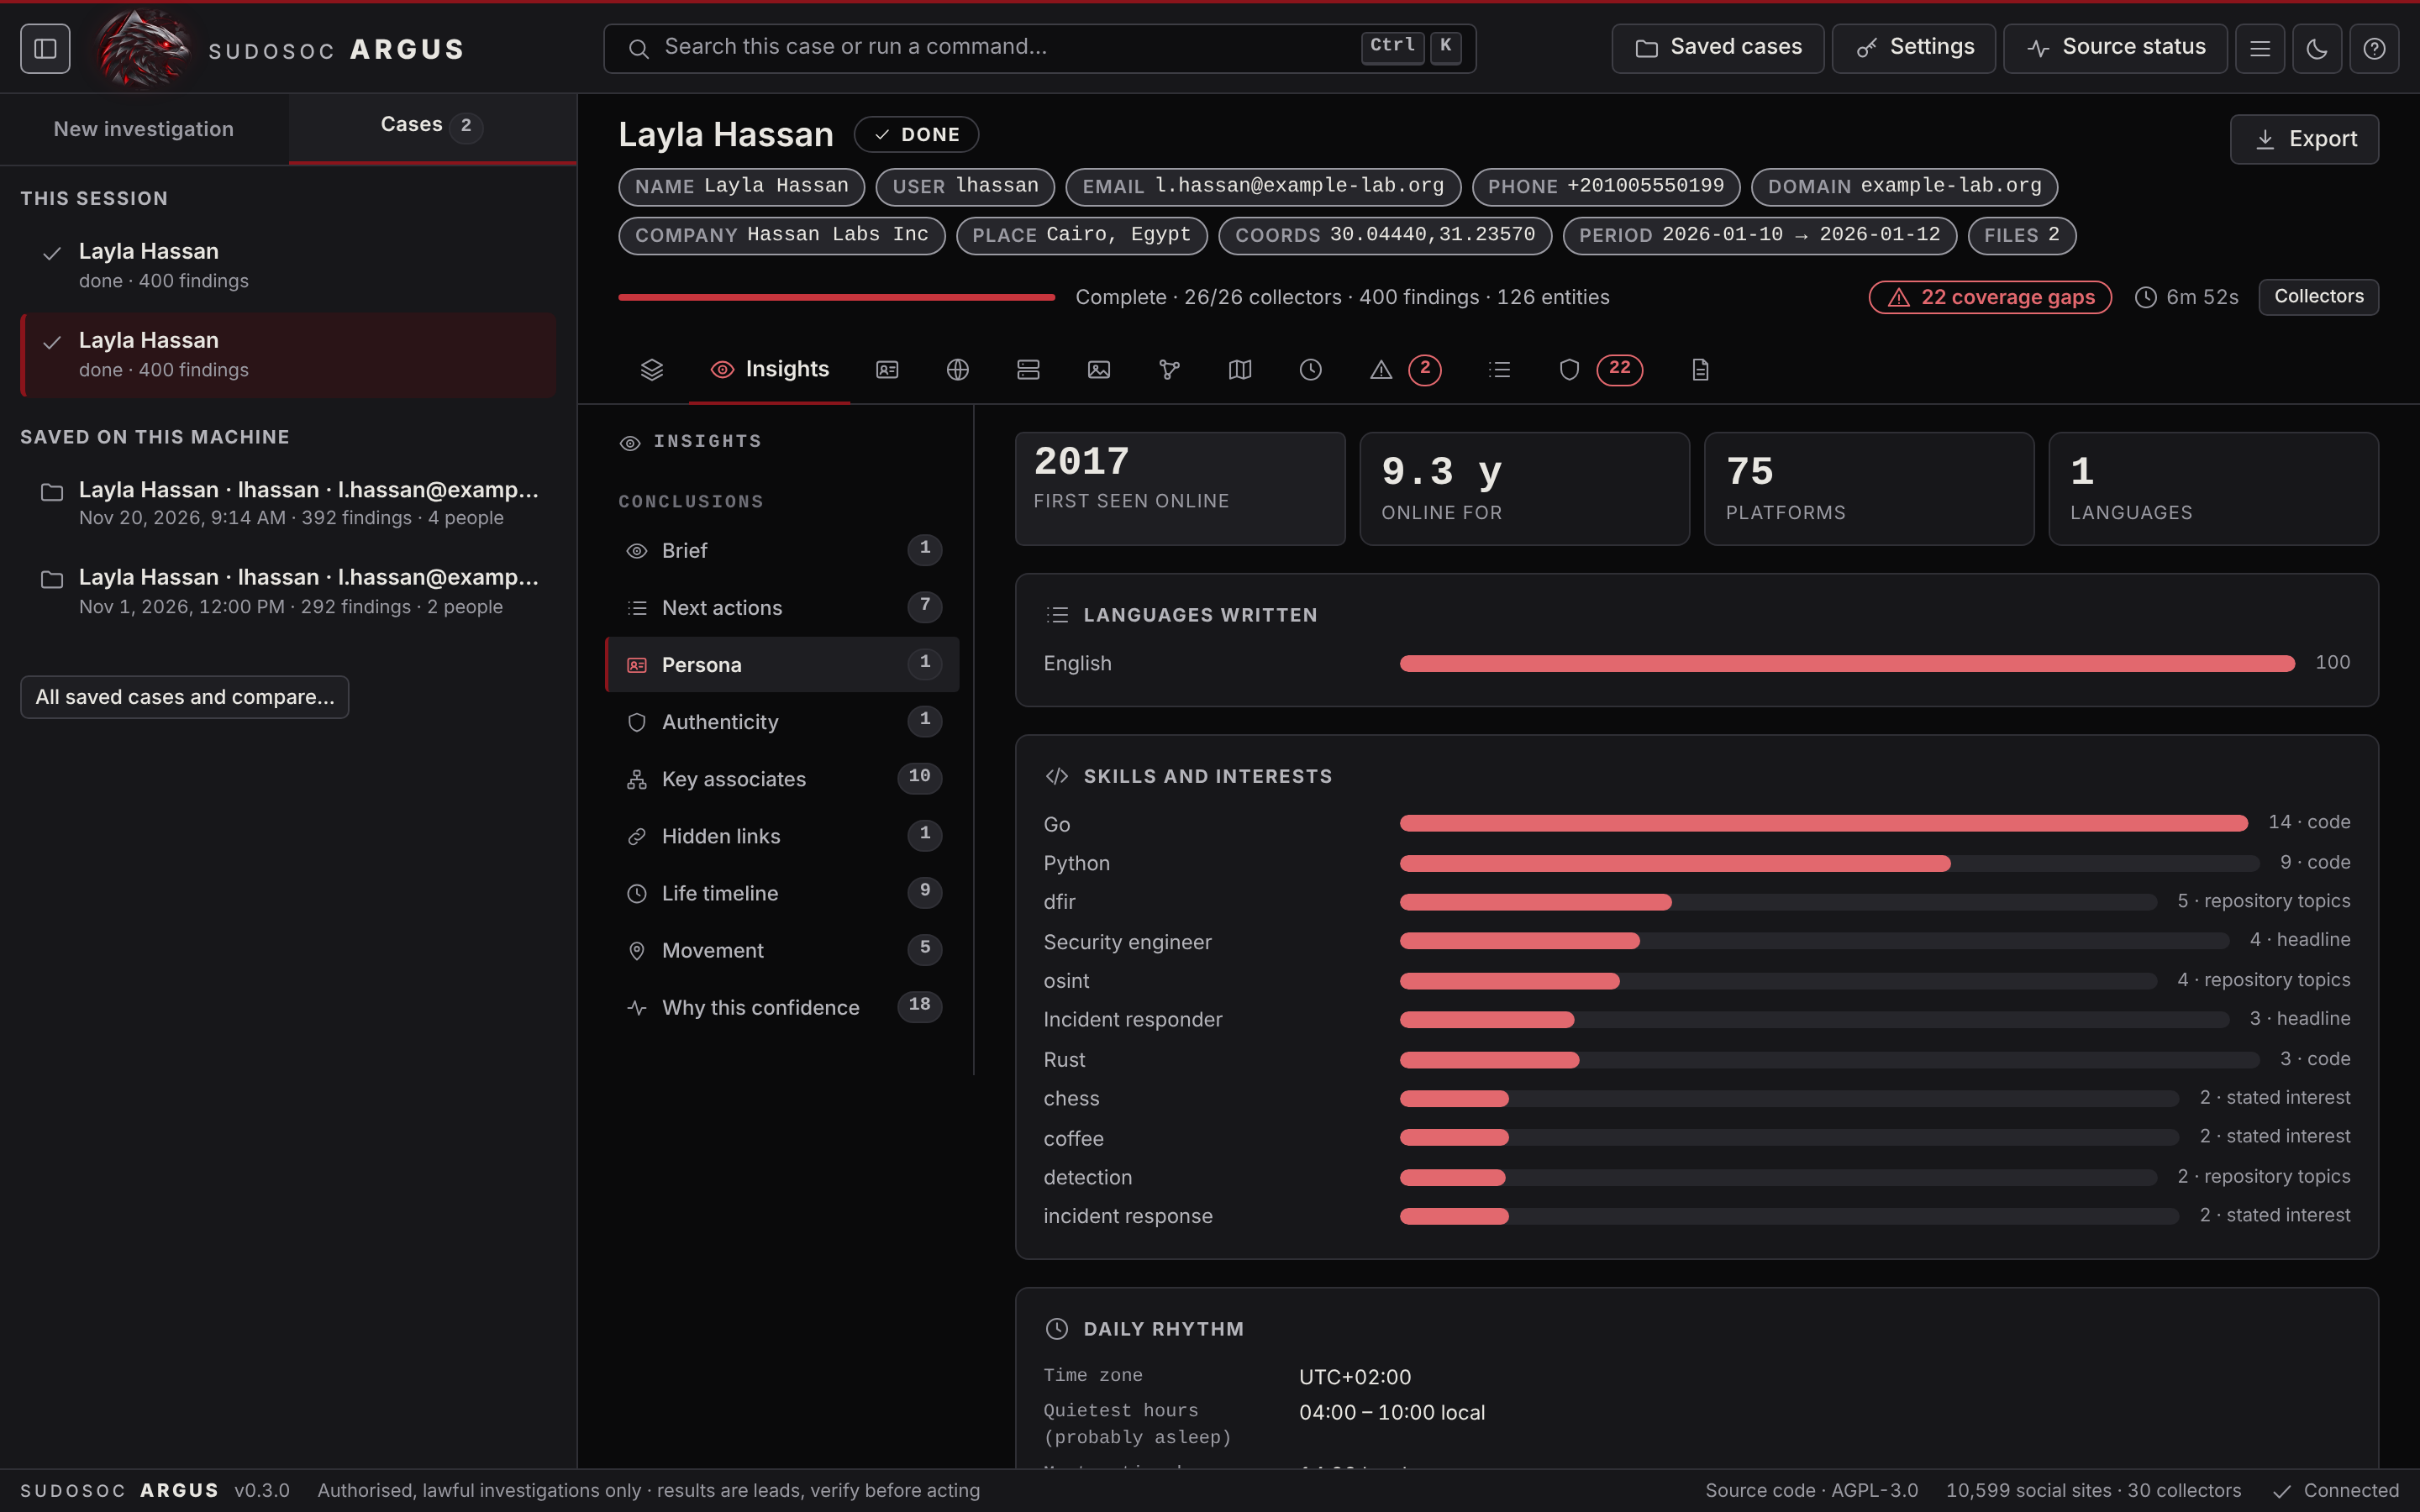 SUDOSOC ARGUS
Search this case or run a command... Ctrl K
Saved cases
Settings
Source status
New investigation
Cases 2
THIS SESSION
Layla Hassan
done · 400 findings
Layla Hassan
done · 400 findings
SAVED ON THIS MACHINE
Layla Hassan · lhassan · l.hassan@examp...
Nov 20, 2026, 9:14 AM · 392 findings · 4 people
Layla Hassan · lhassan · l.hassan@examp...
Nov 1, 2026, 12:00 PM · 292 findings · 2 people
All saved cases and compare...
Layla Hassan DONE
Export
NAME Layla Hassan USER lhassan EMAIL l.hassan@example-lab.org PHONE +201005550199 DOMAIN example-lab.org
COMPANY Hassan Labs Inc PLACE Cairo, Egypt COORDS 30.04440,31.23570 PERIOD 2026-01-10 → 2026-01-12 FILES 2
Complete · 26/26 collectors · 400 findings · 126 entities
22 coverage gaps 6m 52s Collectors
Insights 2 22
INSIGHTS
CONCLUSIONS
Brief 1
Next actions 7
Persona 1
Authenticity 1
Key associates 10
Hidden links 1
Life timeline 9
Movement 5
Why this confidence 18
2017
FIRST SEEN ONLINE
9.3 y
ONLINE FOR
75
PLATFORMS
1
LANGUAGES
LANGUAGES WRITTEN
English 100
SKILLS AND INTERESTS
Go 14 · code
Python 9 · code
dfir 5 · repository topics
Security engineer 4 · headline
osint 4 · repository topics
Incident responder 3 · headline
Rust 3 · code
chess 2 · stated interest
coffee 2 · stated interest
detection 2 · repository topics
incident response 2 · stated interest
DAILY RHYTHM
Time zone UTC+02:00
Quietest hours 04:00 – 10:00 local
(probably asleep)
SUDOSOC ARGUS v0.3.0 Authorised, lawful investigations only · results are leads, verify before acting
Source code · AGPL-3.0 10,599 social sites · 30 collectors Connected